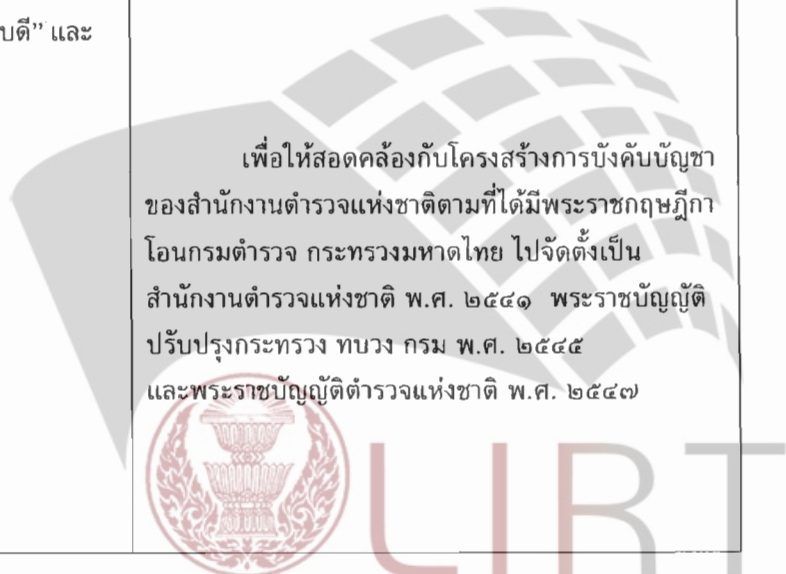 บดี” และ
เพื่อให้สอดคล้องกับโครงสร้างการบังคับบัญชา
ของสำนักงานตำรวจแห่งชาติตามที่ได้มีพระราชกฤษฎีกา
โอนกรมตำรวจ กระทรวงมหาดไทย ไปจัดตั้งเป็น
สำนักงานตำรวจแห่งชาติ พ.ศ. ๒๕๔๑ พระราชบัญญัติ
ปรับปรุงกระทรวง ทบวง กรม พ.ศ. ๒๕๔๕
และพระราชบัญญัติตำรวจแห่งชาติ พ.ศ. ๒๕๔๗
LIRT